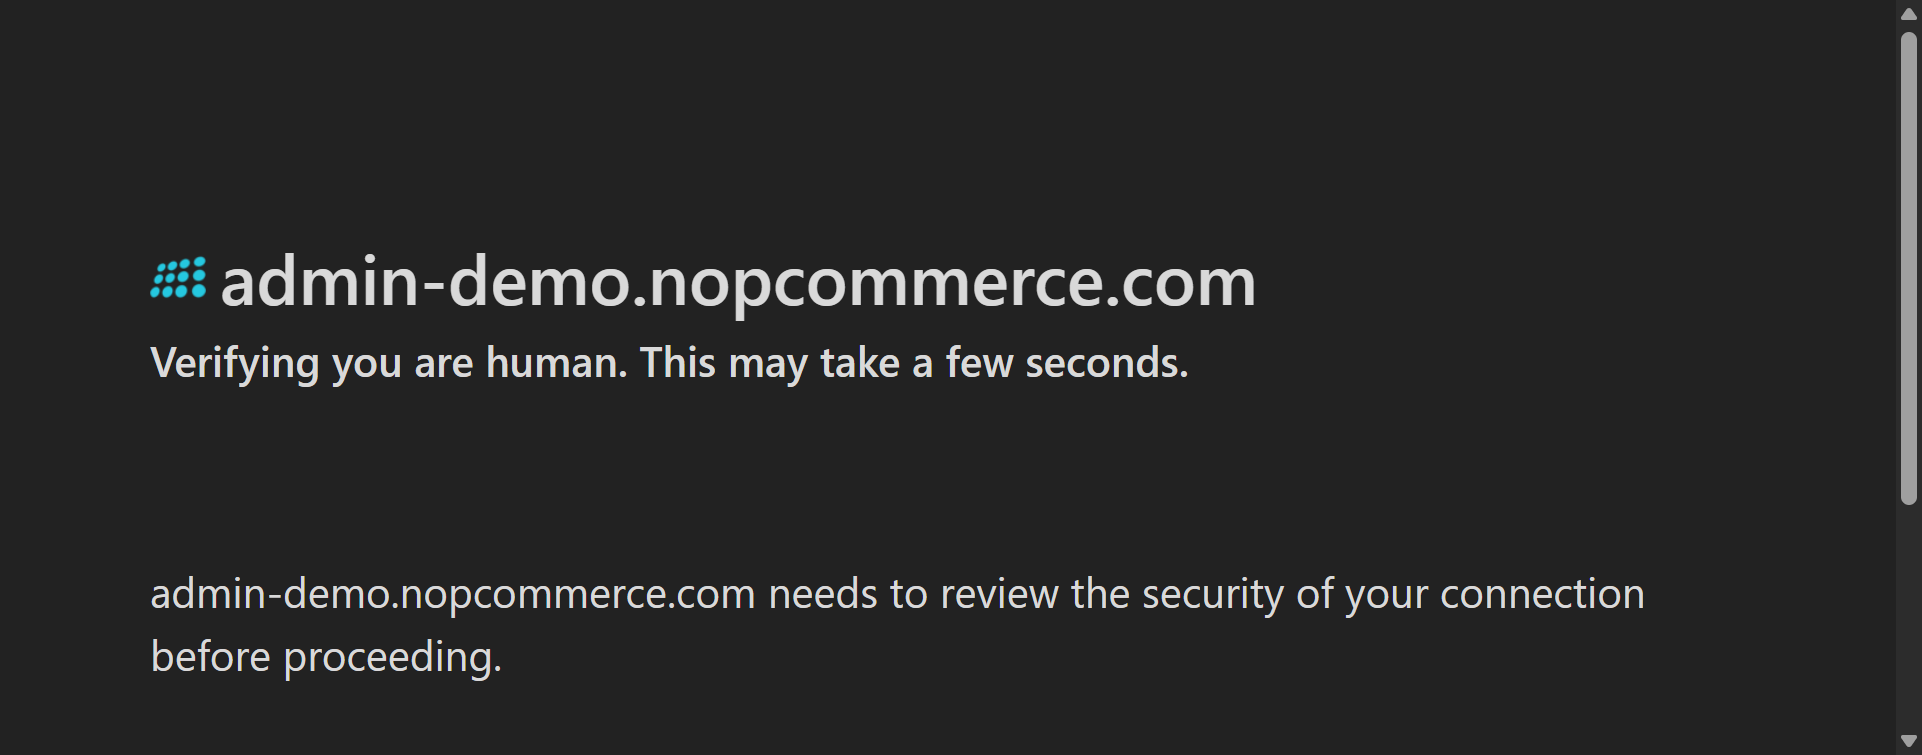 admin-demo.nopcommerce.com
Verifying you are human. This may take a few seconds.
admin-demo.nopcommerce.com needs to review the security of your connection
before proceeding.